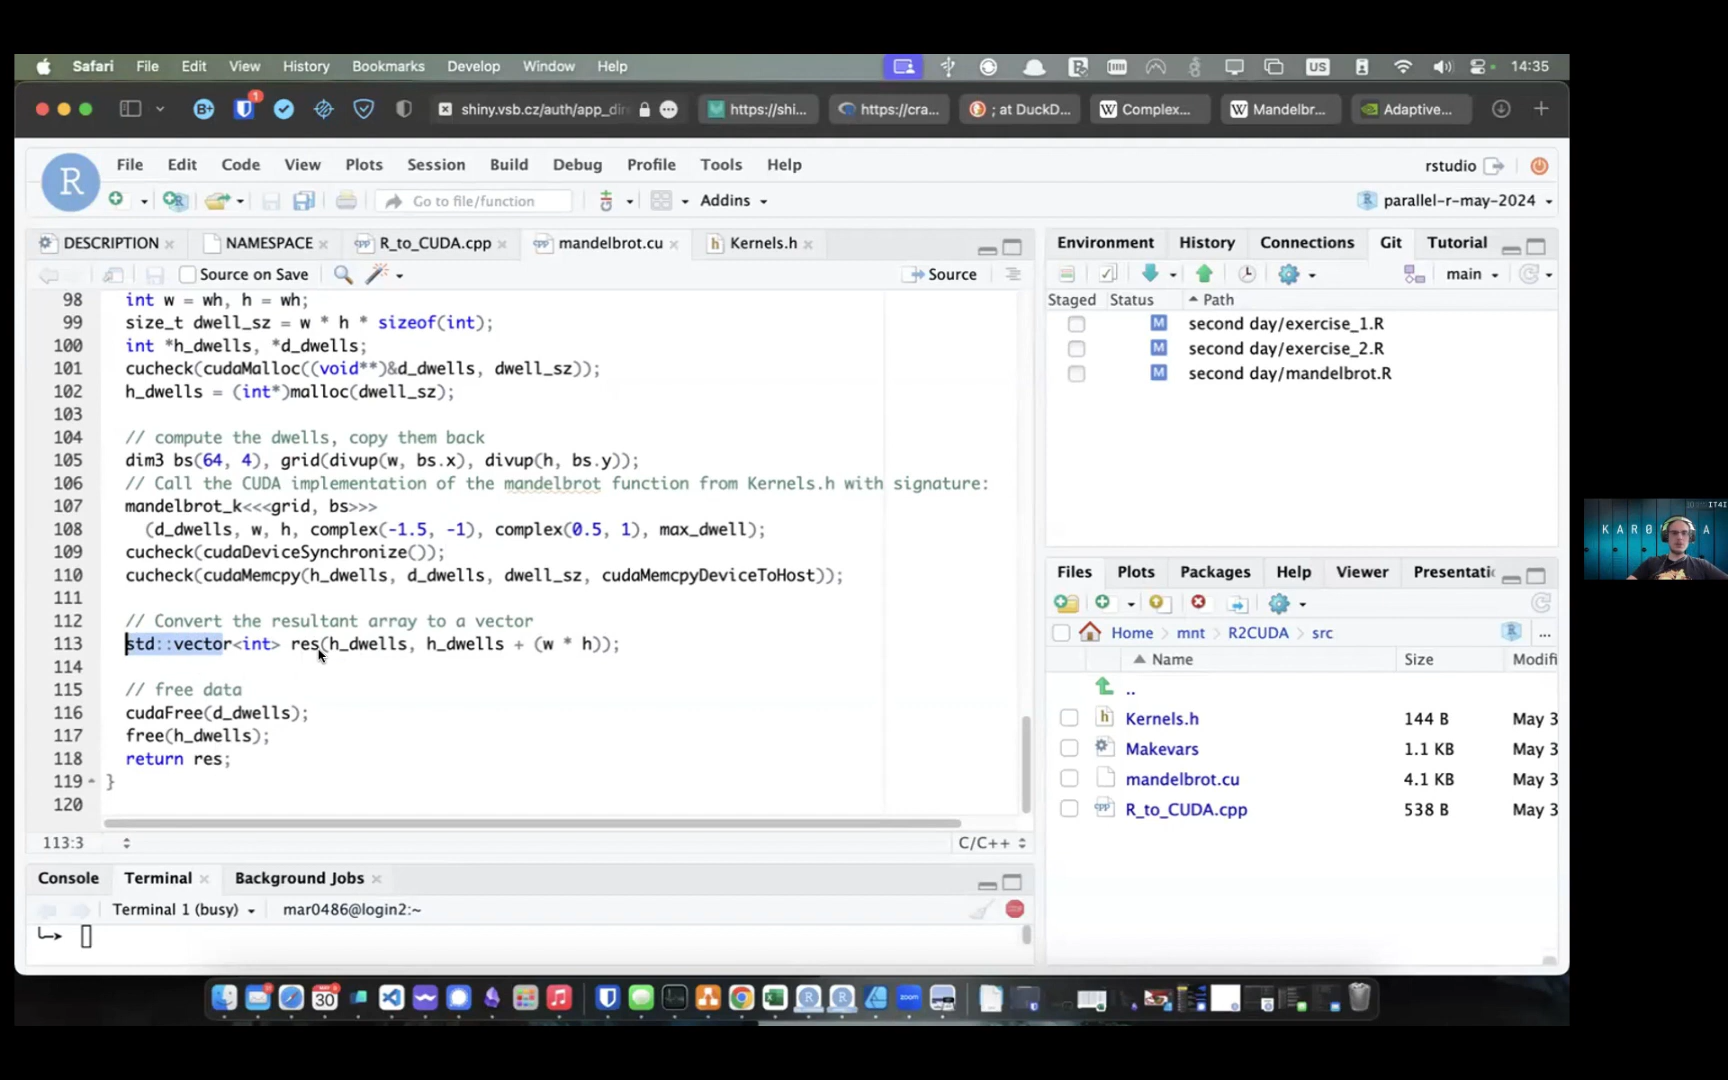 Safari File Edit View History Bookmarks Develop Window Help US 14:35
B+ 1 shiny.vsb.cz/auth/app_dir https://shi... https://cra... ; at DuckD... W Complex... W Mandelbr... Adaptive...
R File Edit Code View Plots Session Build Debug Profile Tools Help rstudio
Go to file/function Addins parallel-r-may-2024
DESCRIPTION NAMESPACE R_to_CUDA.cpp mandelbrot.cu Kernels.h
Source on Save Source
98 int w = wh, h = wh;
99 size_t dwell_sz = w * h * sizeof(int);
100 int *h_dwells, *d_dwells;
101 cucheck(cudaMalloc((void**)&d_dwells, dwell_sz));
102 h_dwells = (int*)malloc(dwell_sz);
103
104 // compute the dwells, copy them back
105 dim3 bs(64, 4), grid(divup(w, bs.x), divup(h, bs.y));
106 // Call the CUDA implementation of the mandelbrot function from Kernels.h with signature:
107 mandelbrot_k<<<grid, bs>>>
108 (d_dwells, w, h, complex(-1.5, -1), complex(0.5, 1), max_dwell);
109 cucheck(cudaDeviceSynchronize());
110 cucheck(cudaMemcpy(h_dwells, d_dwells, dwell_sz, cudaMemcpyDeviceToHost));
111
112 // Convert the resultant array to a vector
113 std::vector<int> res(h_dwells, h_dwells + (w * h));
114
115 // free data
116 cudaFree(d_dwells);
117 free(h_dwells);
118 return res;
119 }
120
113:3 C/C++
Console Terminal Background Jobs
Terminal 1 (busy) mar0486@login2:~
Environment History Connections Git Tutorial
main
Staged Status Path
M second day/exercise_1.R
M second day/exercise_2.R
M second day/mandelbrot.R
Files Plots Packages Help Viewer Presentati
Home mnt R2CUDA src ...
Name Size Modifi
..
Kernels.h 144 B May 3
Makevars 1.1 KB May 3
mandelbrot.cu 4.1 KB May 3
R_to_CUDA.cpp 538 B May 3
30
zoom
IT4I
KAR0 A